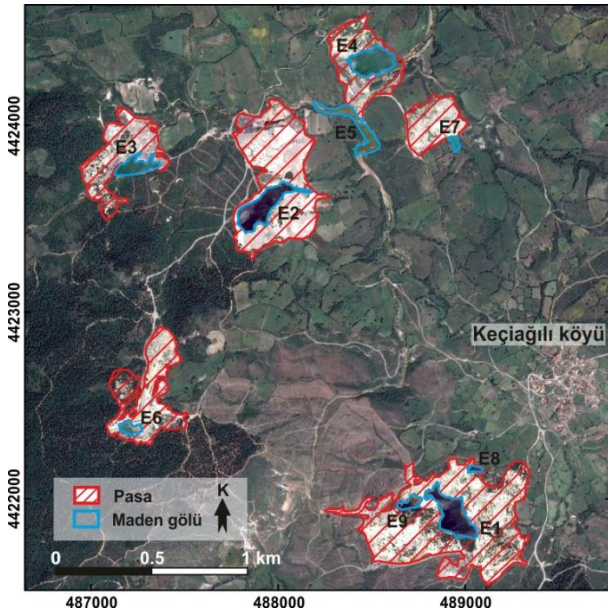 E4
4424000
E5
E7
E3
E2
4423000
Keçiağılı köyü
E6
E8
4422000
Pasa
K
Maden gölü
E9
E1
0 0.5 1 km
487000 488000 489000